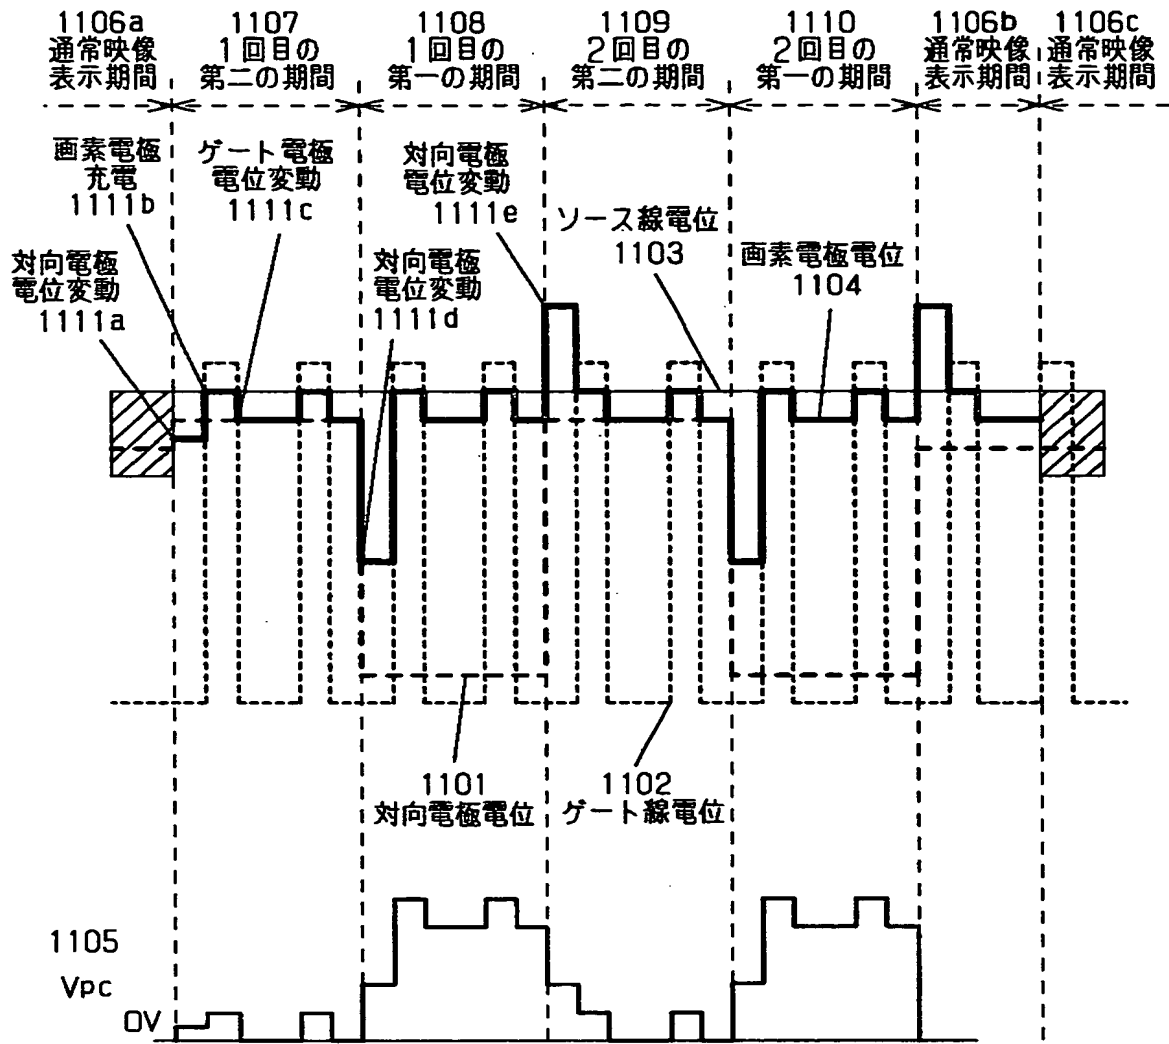 1106a
通常映像
表示期間
1107
1回目の
第二の期間
1108
1回目の
第一の期間
1109
2回目の
第二の期間
1110
2回目の
第一の期間
1106b
通常映像
表示期間
1106c
通常映像
表示期間
画素電極
充電
1111b
ゲート電極
電位変動
1111c
対向電極
電位変動
1111e
ソース線電位
1103
画素電極電位
1104
対向電極
電位変動
1111a
対向電極
電位変動
1111d
1101
対向電極電位
1102
ゲート線電位
1105
Vpc
0V